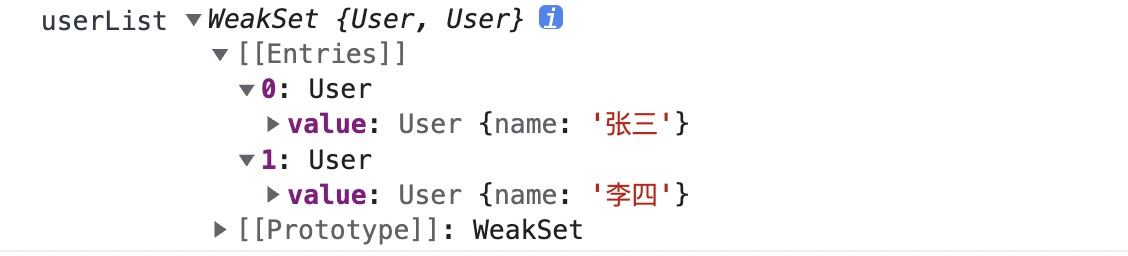 userList ▼WeakSet {User, User} i
▼[[Entries]]
▼0: User
▶value: User {name: '张三'}
▼1: User
▶value: User {name: '李四'}
▶[[Prototype]]: WeakSet